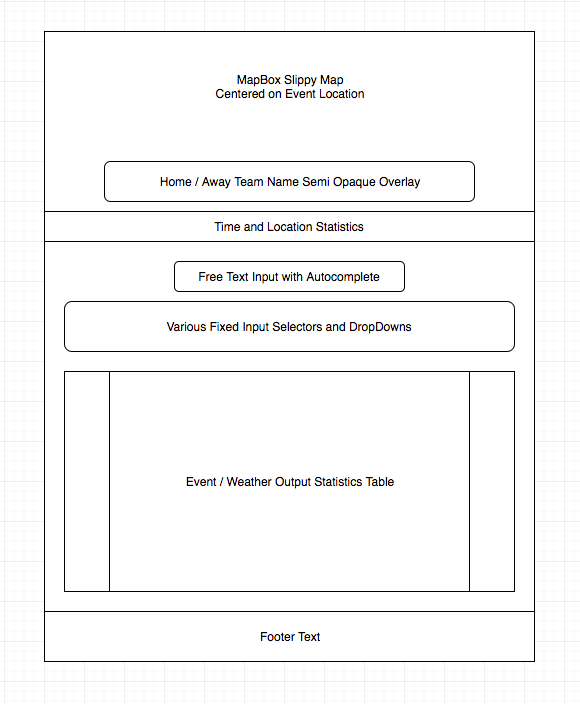 MapBox Slippy Map
Centered on Event Location
Home / Away Team Name Semi Opaque Overlay
Time and Location Statistics
Free Text Input with Autocomplete
Various Fixed Input Selectors and DropDowns
Event / Weather Output Statistics Table
Footer Text